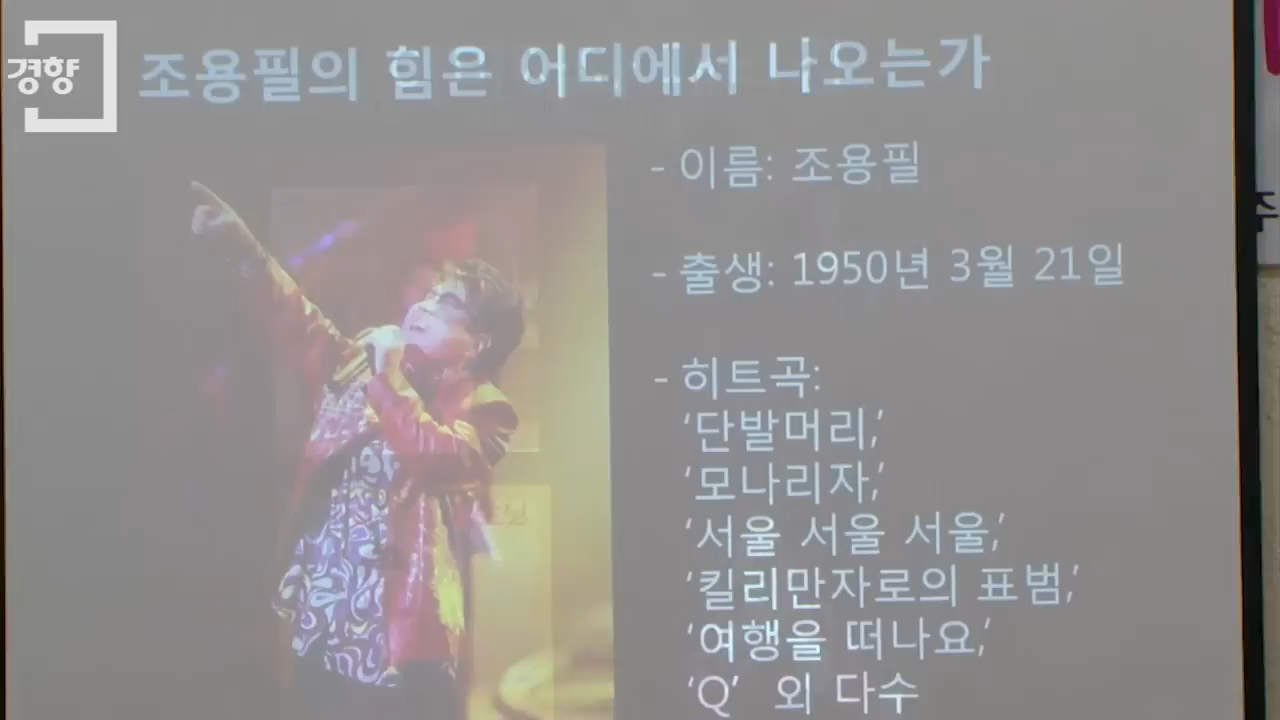 경향
조용필의 힘은 어디에서 나오는가
- 이름: 조용필
- 출생: 1950년 3월 21일
- 히트곡:
‘단발머리,’
‘모나리자,’
‘서울 서울 서울,’
‘킬리만자로의 표범,’
‘여행을 떠나요,’
‘Q’ 외 다수